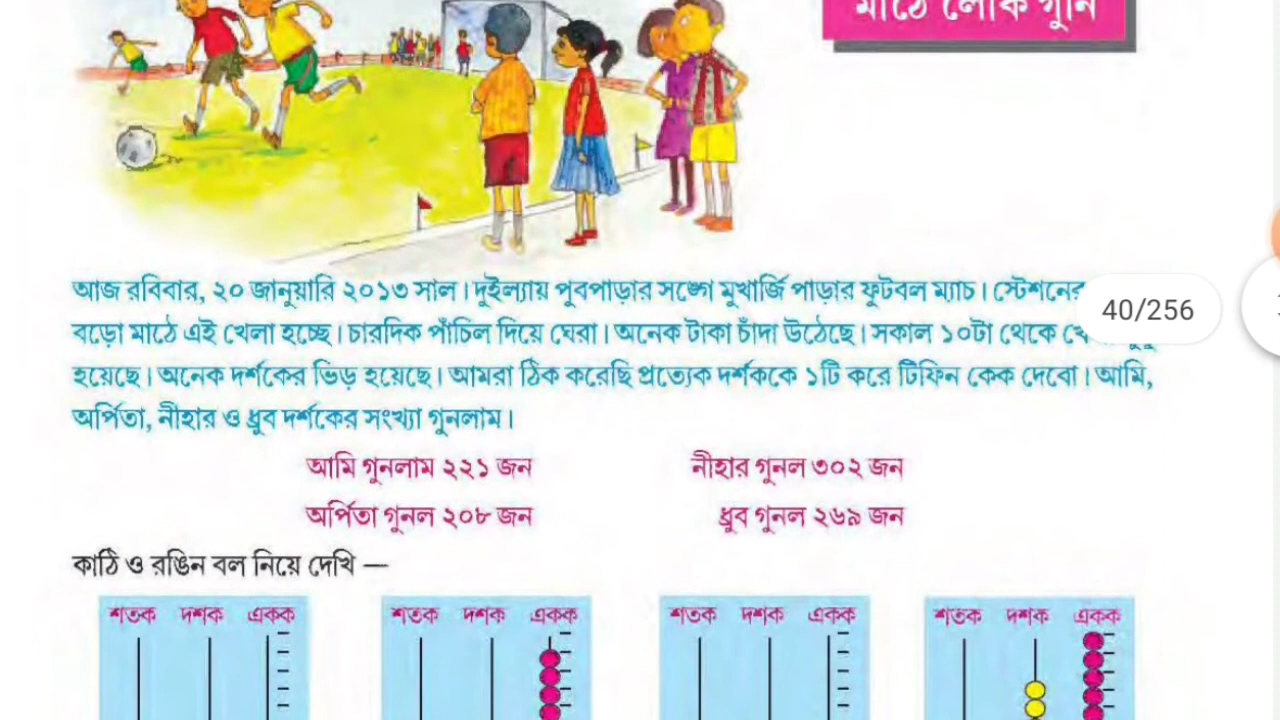 মাঠে লোক গুনি
আজ রবিবার, ২০ জানুয়ারি ২০১৩ সাল। দুইল্যায় পুবপাড়ার সঙ্গে মুখার্জি পাড়ার ফুটবল ম্যাচ। স্টেশনের
40/256
বড়ো মাঠে এই খেলা হচ্ছে। চারদিক পাঁচিল দিয়ে ঘেরা। অনেক টাকা চাঁদা উঠেছে। সকাল ১০টা থেকে
হয়েছে। অনেক দর্শকের ভিড় হয়েছে। আমরা ঠিক করেছি প্রত্যেক দর্শককে ১টি করে টিফিন কেক দেবো। আমি,
অর্পিতা, নীহার ও ধ্রুব দর্শকের সংখ্যা গুনলাম।
আমি গুনলাম ২২১ জন নীহার গুনল ৩০২ জন
অর্পিতা গুনল ২০৮ জন ধ্রুব গুনল ২৬৯ জন
কাঠি ও রঙিন বল নিয়ে দেখি —
শতক দশক একক শতক দশক একক শতক দশক একক শতক দশক একক